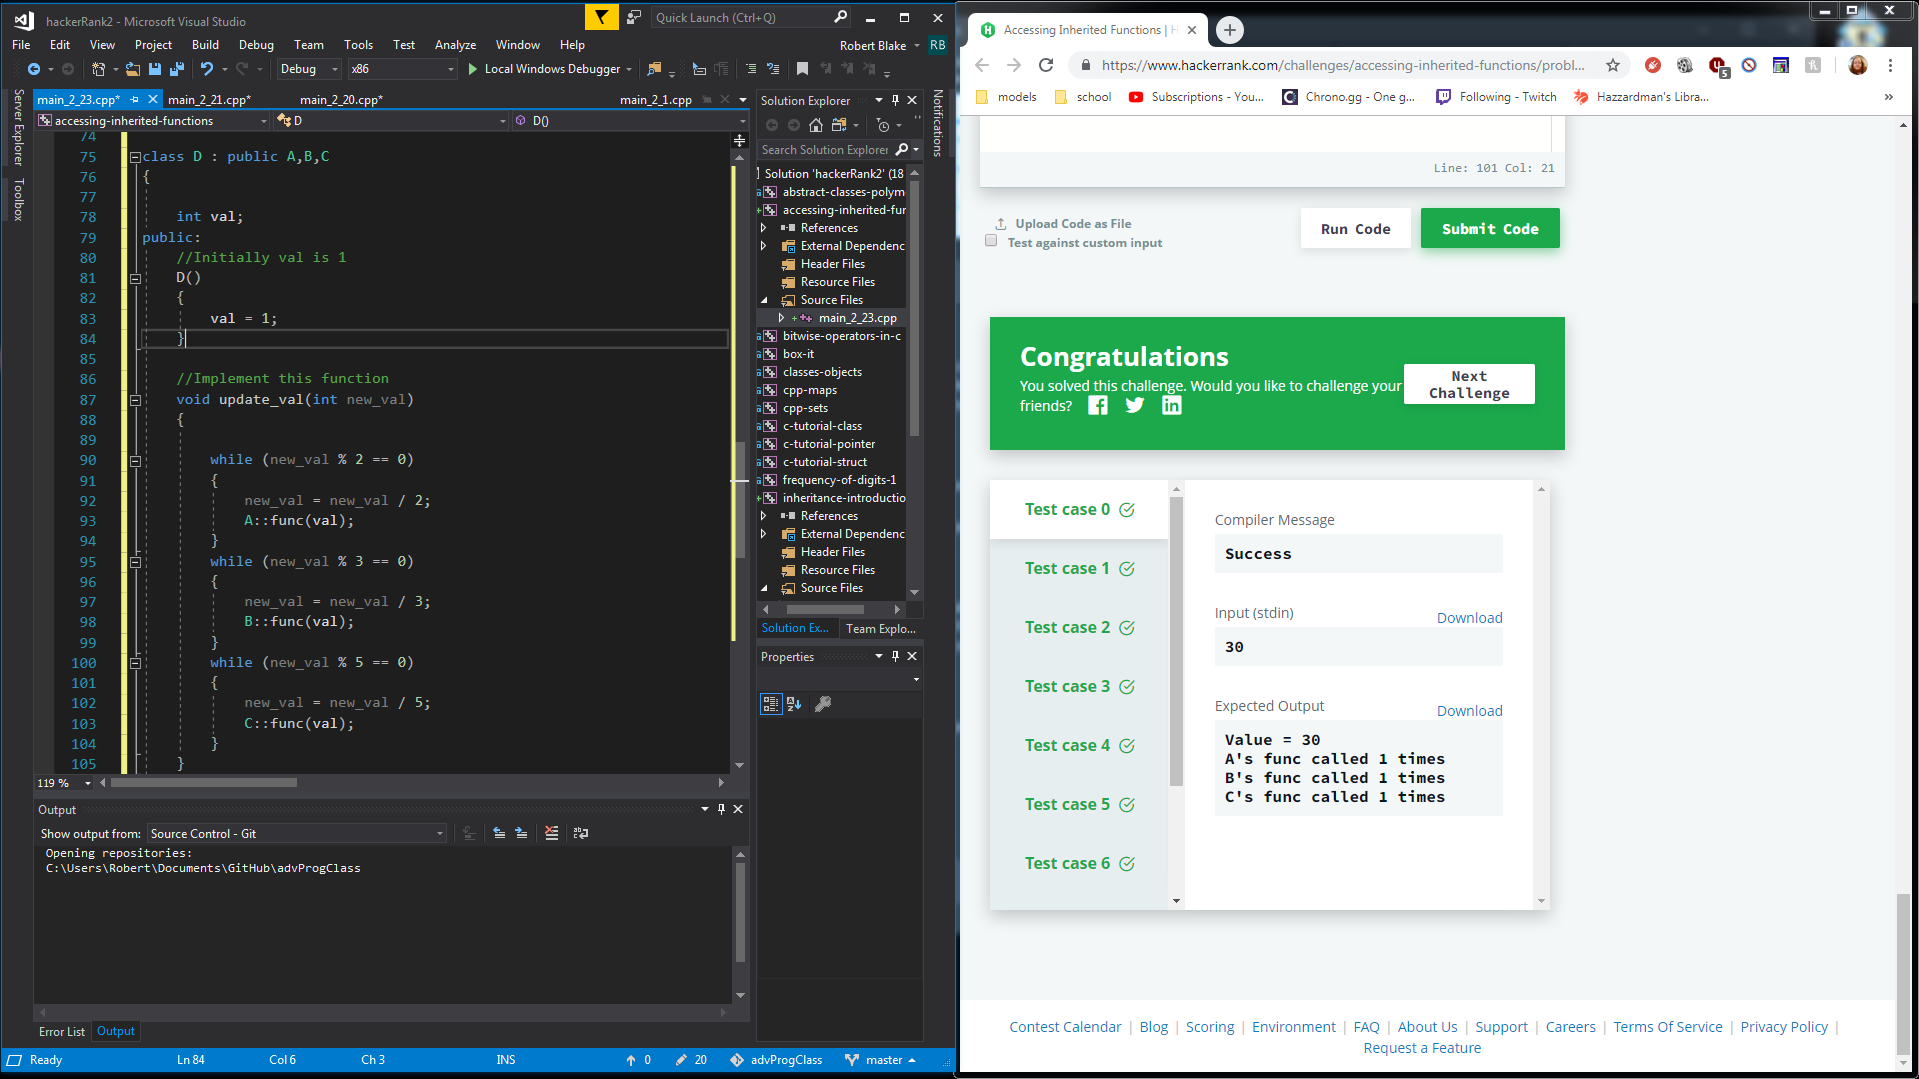 hackerRank2 - Microsoft Visual Studio
Quick Launch (Ctrl+Q)
File Edit View Project Build Debug Team Tools Test Analyze Window Help
Robert Blake RB
Debug x86 Local Windows Debugger
main_2_23.cpp* main_2_21.cpp* main_2_20.cpp* main_2_1.cpp
accessing-inherited-functions D D()
Server Explorer
Toolbox
74
75 class D : public A,B,C
76 {
77
78 int val;
79 public:
80 //Initially val is 1
81 D()
82 {
83 val = 1;
84 }
85
86 //Implement this function
87 void update_val(int new_val)
88 {
89
90 while (new_val % 2 == 0)
91 {
92 new_val = new_val / 2;
93 A::func(val);
94 }
95 while (new_val % 3 == 0)
96 {
97 new_val = new_val / 3;
98 B::func(val);
99 }
100 while (new_val % 5 == 0)
101 {
102 new_val = new_val / 5;
103 C::func(val);
104 }
105 }
119 %
Output
Show output from: Source Control - Git
Opening repositories:
C:\Users\Robert\Documents\GitHub\advProgClass
Error List Output
Ready Ln 84 Col 6 Ch 3 INS 0 20 advProgClass master
Solution Explorer
Search Solution Explorer
Solution 'hackerRank2' (18
abstract-classes-polym
accessing-inherited-fur
References
External Dependenc
Header Files
Resource Files
Source Files
main_2_23.cpp
bitwise-operators-in-c
box-it
classes-objects
cpp-maps
cpp-sets
c-tutorial-class
c-tutorial-pointer
c-tutorial-struct
frequency-of-digits-1
inheritance-introductio
References
External Dependenc
Header Files
Resource Files
Source Files
Solution Ex... Team Explo...
Properties
Notifications
Accessing Inherited Functions | H
https://www.hackerrank.com/challenges/accessing-inherited-functions/probl...
5
models school Subscriptions - You... Chrono.gg - One g... Following - Twitch Hazzardman's Libra... »
Line: 101 Col: 21
Upload Code as File
Test against custom input
Run Code
Submit Code
Congratulations
You solved this challenge. Would you like to challenge your
friends?
Next
Challenge
Test case 0
Test case 1
Test case 2
Test case 3
Test case 4
Test case 5
Test case 6
Compiler Message
Success
Input (stdin)
Download
30
Expected Output
Download
Value = 30
A's func called 1 times
B's func called 1 times
C's func called 1 times
Contest Calendar | Blog | Scoring | Environment | FAQ | About Us | Support | Careers | Terms Of Service | Privacy Policy |
Request a Feature